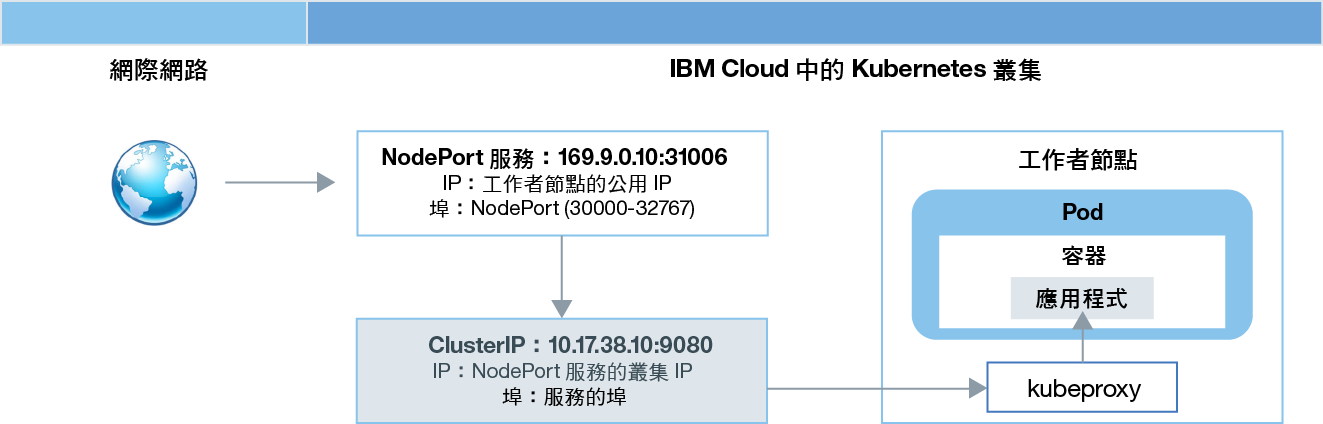 網際網路
IBM Cloud 中的 Kubernetes 叢集
NodePort 服務：169.9.0.10:31006
IP：工作者節點的公用 IP
埠：NodePort (30000-32767)
ClusterIP：10.17.38.10:9080
IP：NodePort 服務的叢集 IP
埠：服務的埠
工作者節點
Pod
容器
應用程式
kubeproxy